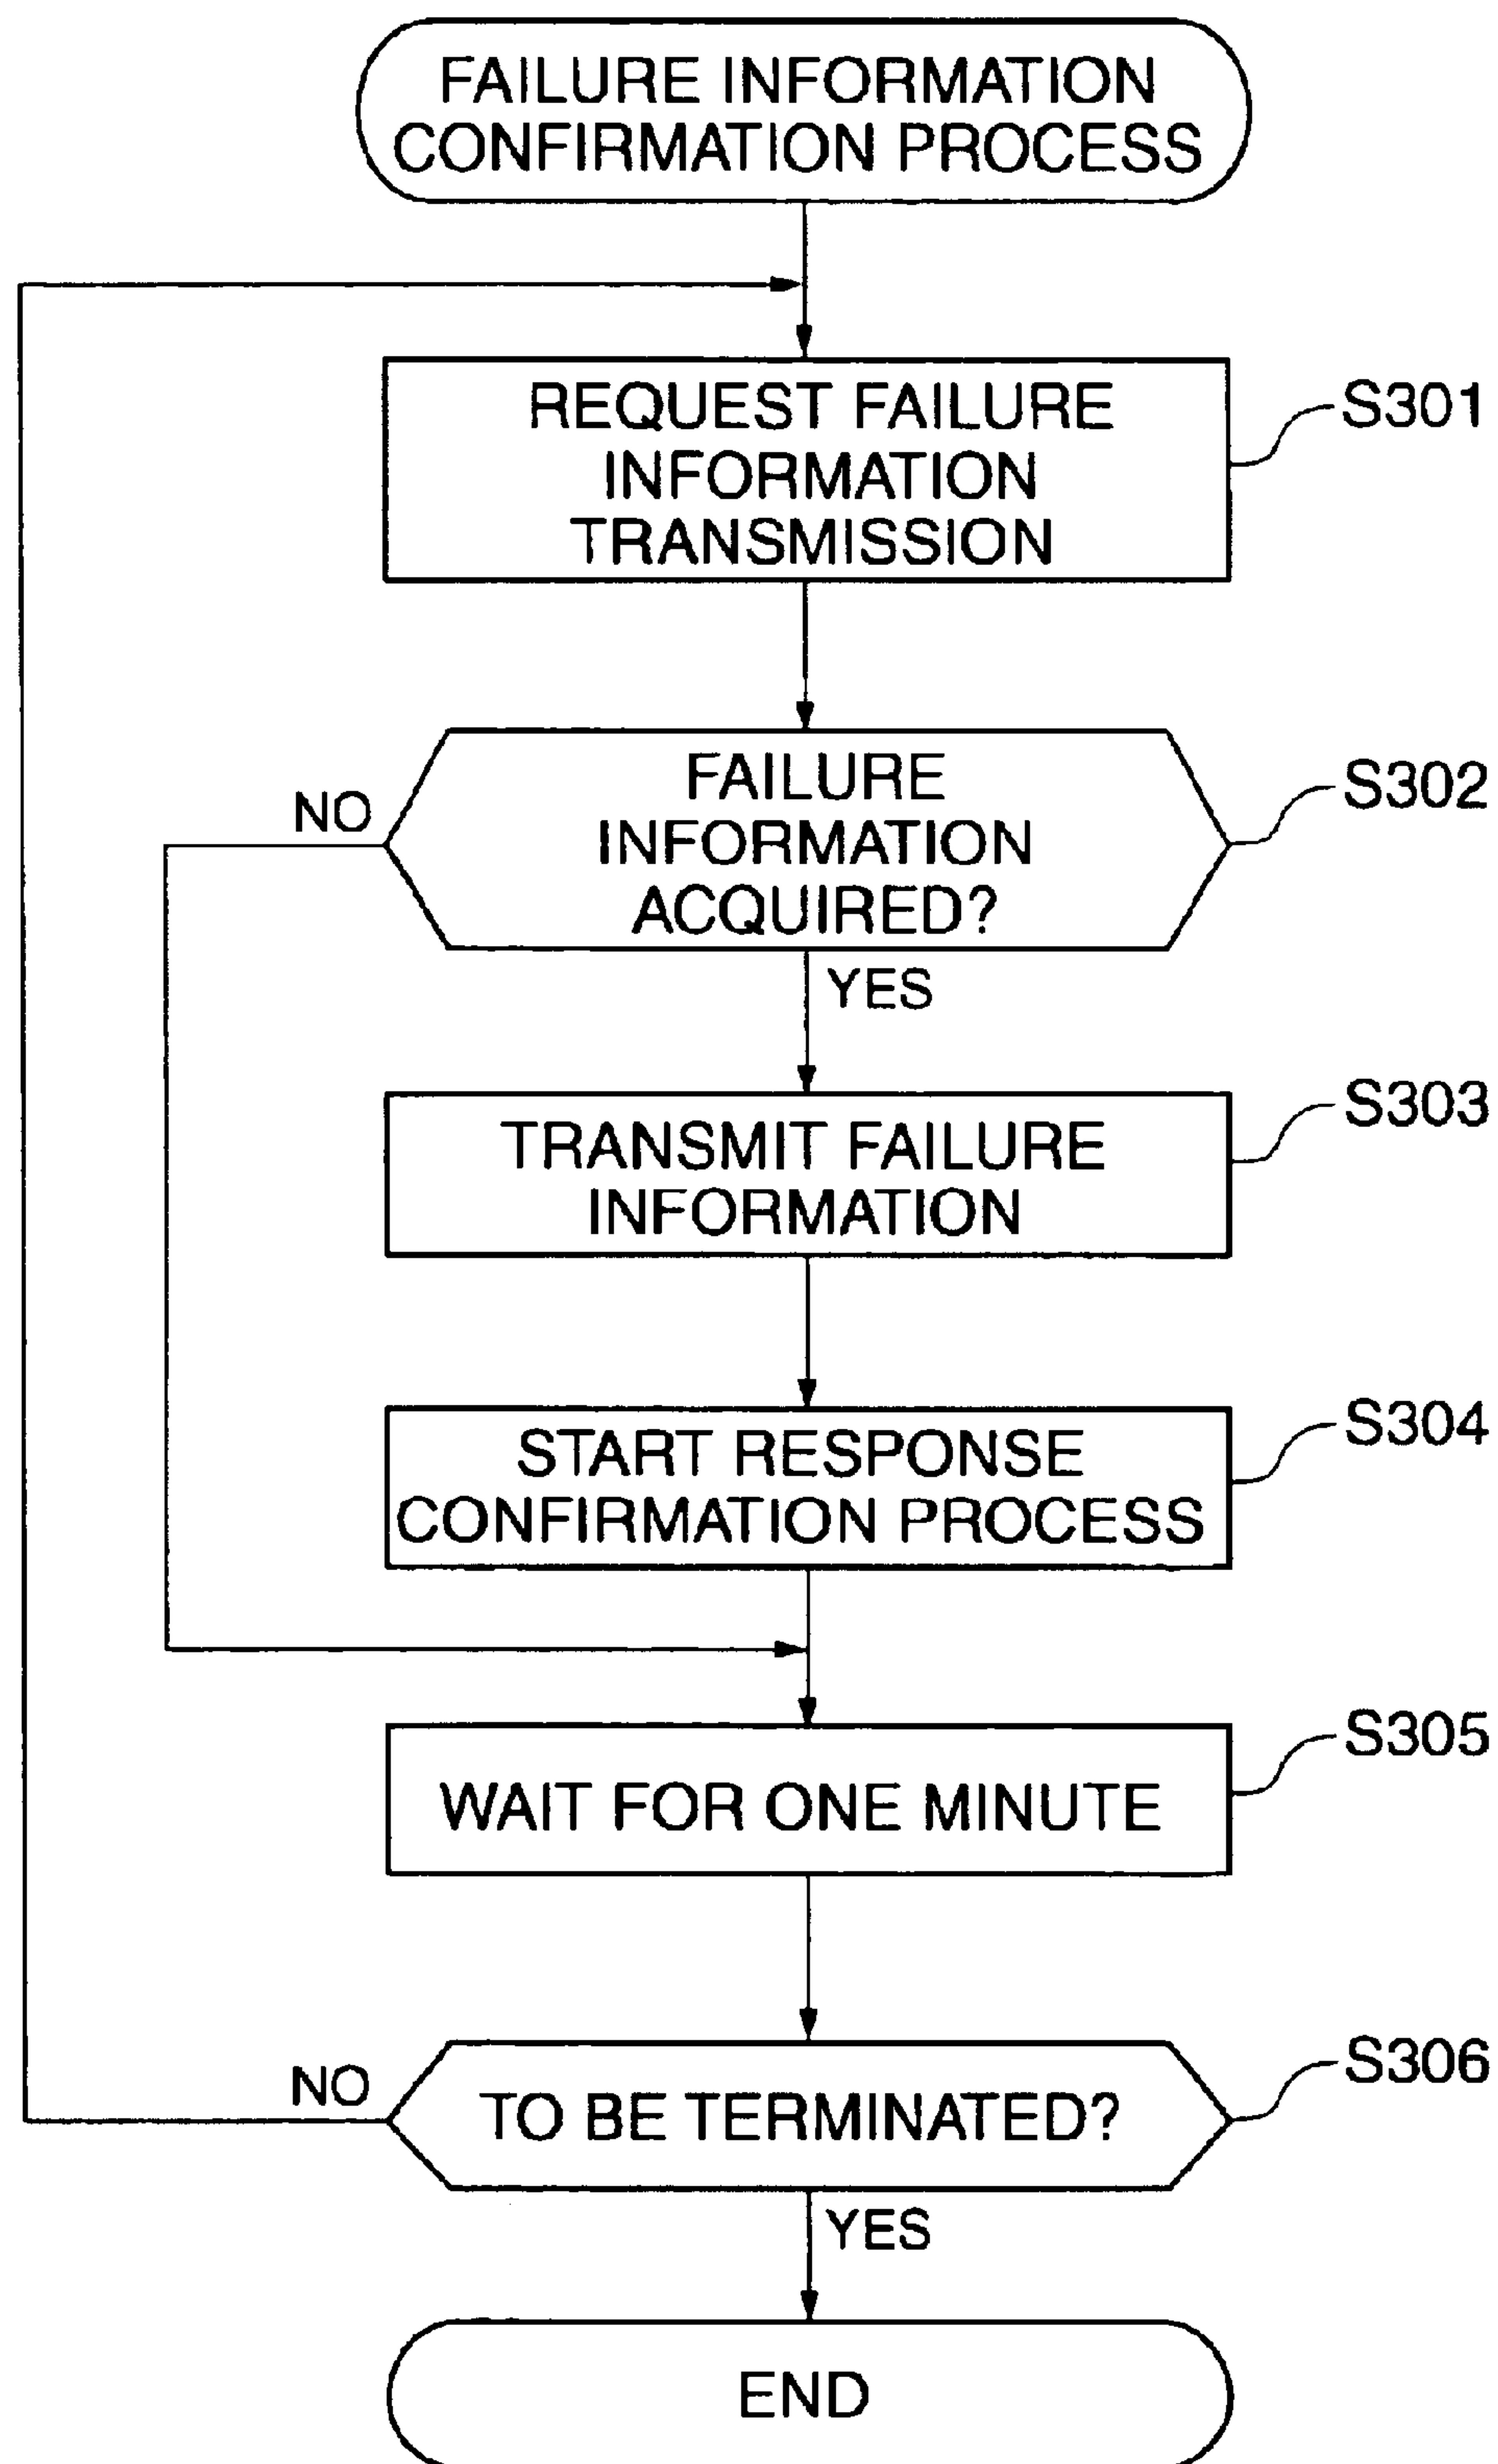 FAILURE INFORMATION
CONFIRMATION PROCESS
REQUEST FAILURE
INFORMATION
TRANSMISSION
S301
FAILURE
INFORMATION
ACQUIRED?
S302
NO
YES
TRANSMIT FAILURE
INFORMATION
S303
START RESPONSE
CONFIRMATION PROCESS
S304
WAIT FOR ONE MINUTE
S305
TO BE TERMINATED?
S306
NO
YES
END